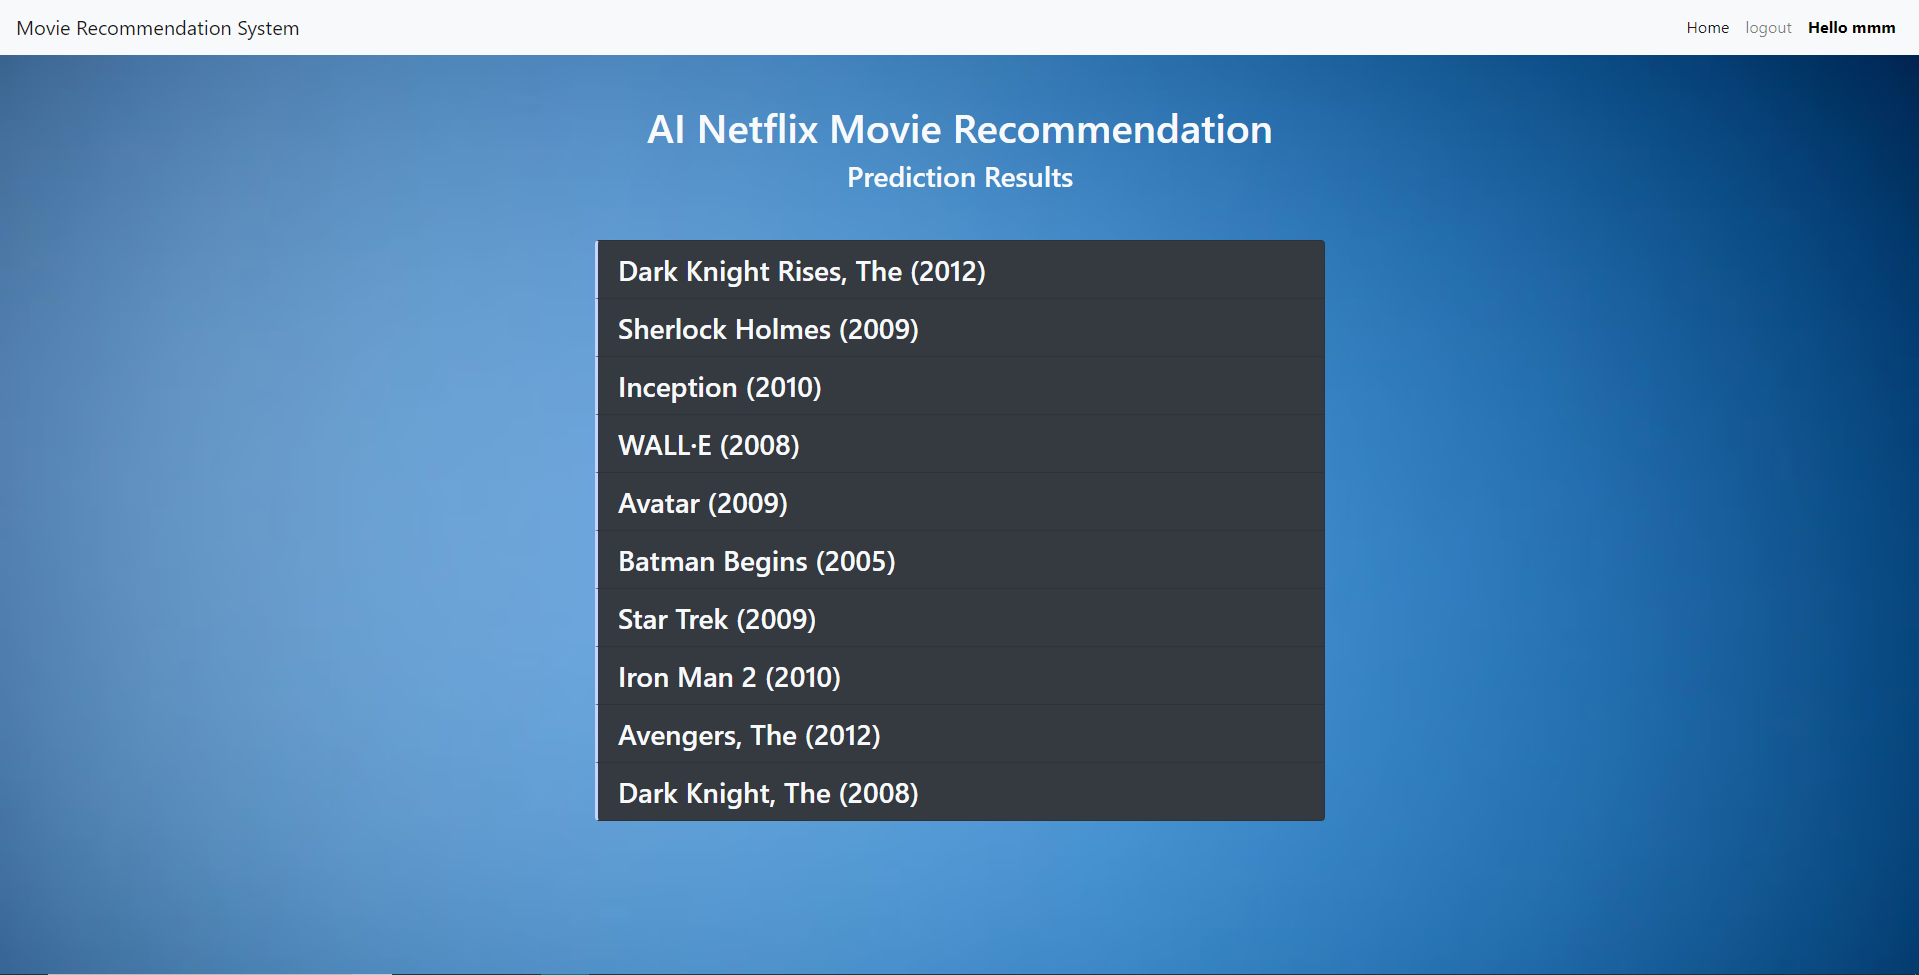 Movie Recommendation System
Home logout Hello mmm
AI Netflix Movie Recommendation
Prediction Results
Dark Knight Rises, The (2012)
Sherlock Holmes (2009)
Inception (2010)
WALL·E (2008)
Avatar (2009)
Batman Begins (2005)
Star Trek (2009)
Iron Man 2 (2010)
Avengers, The (2012)
Dark Knight, The (2008)